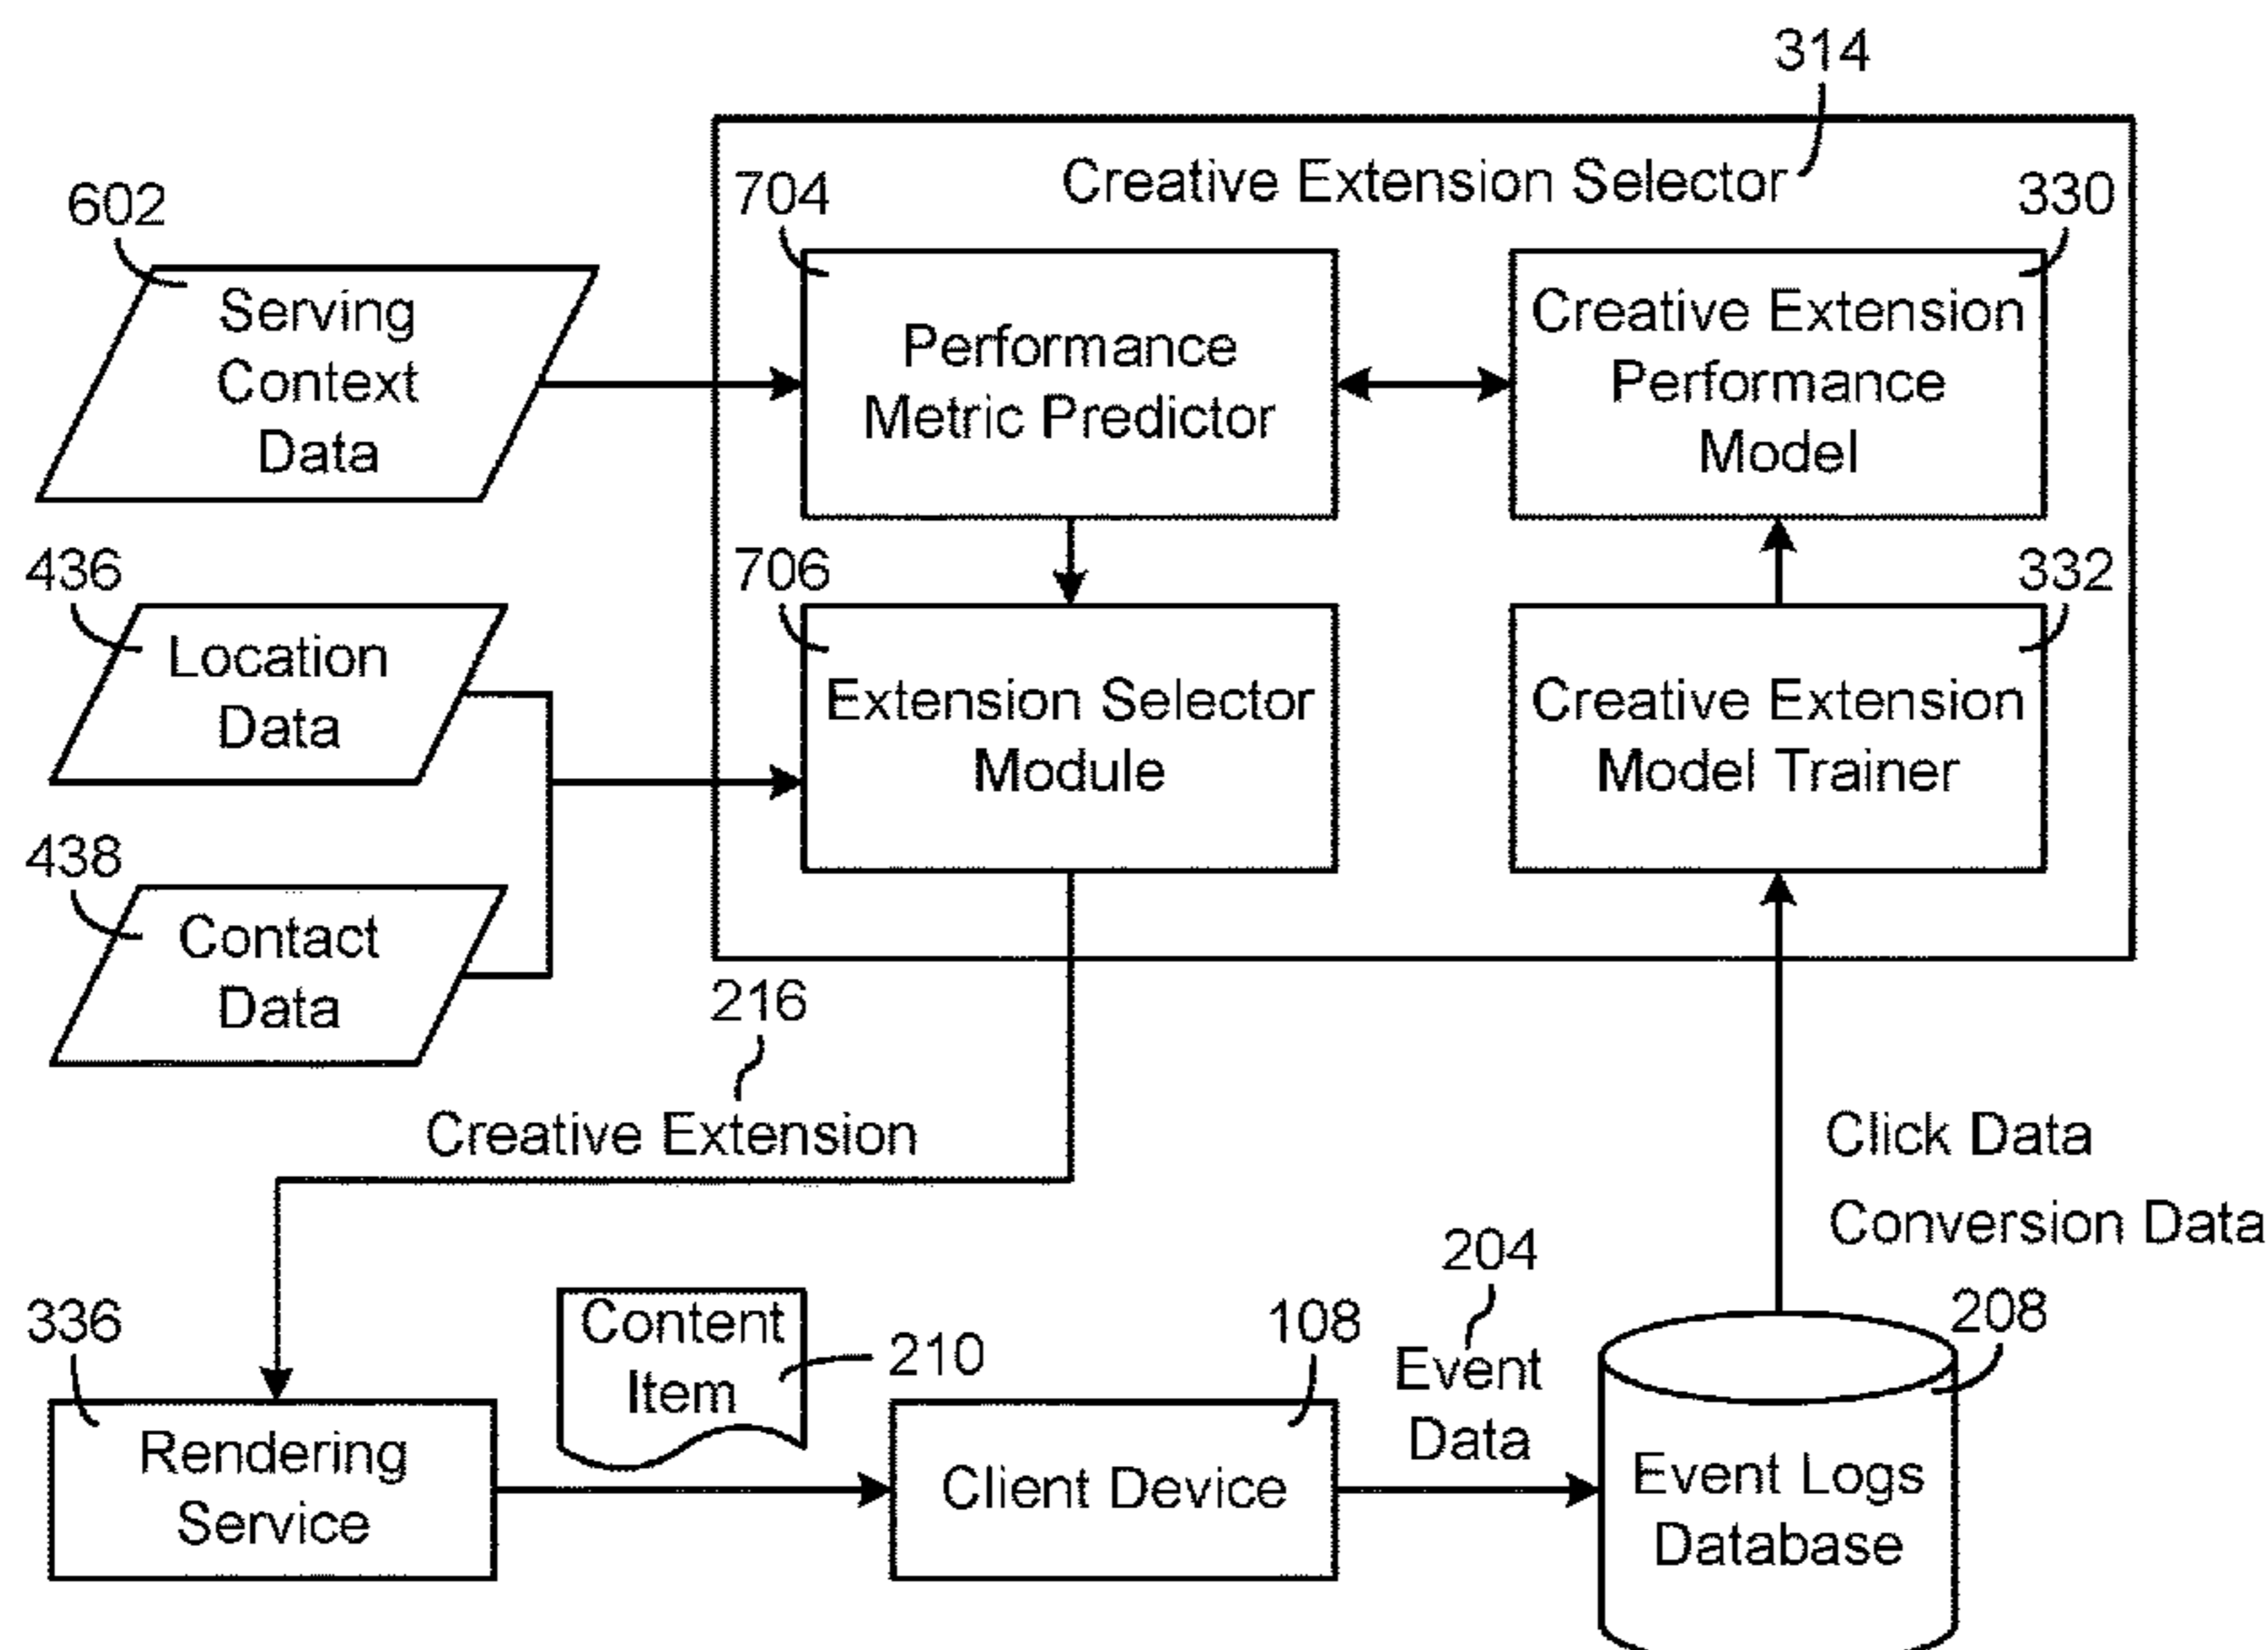 314
Creative Extension Selector
602
704
330
Serving
Context
Data
Performance
Metric Predictor
Creative Extension
Performance
Model
436
706
332
Location
Data
Extension Selector
Module
Creative Extension
Model Trainer
438
Contact
Data
216
Creative Extension
Click Data
Conversion Data
336
Content
Item
210
108
204
Event
Data
208
Rendering
Service
Client Device
Event Logs
Database